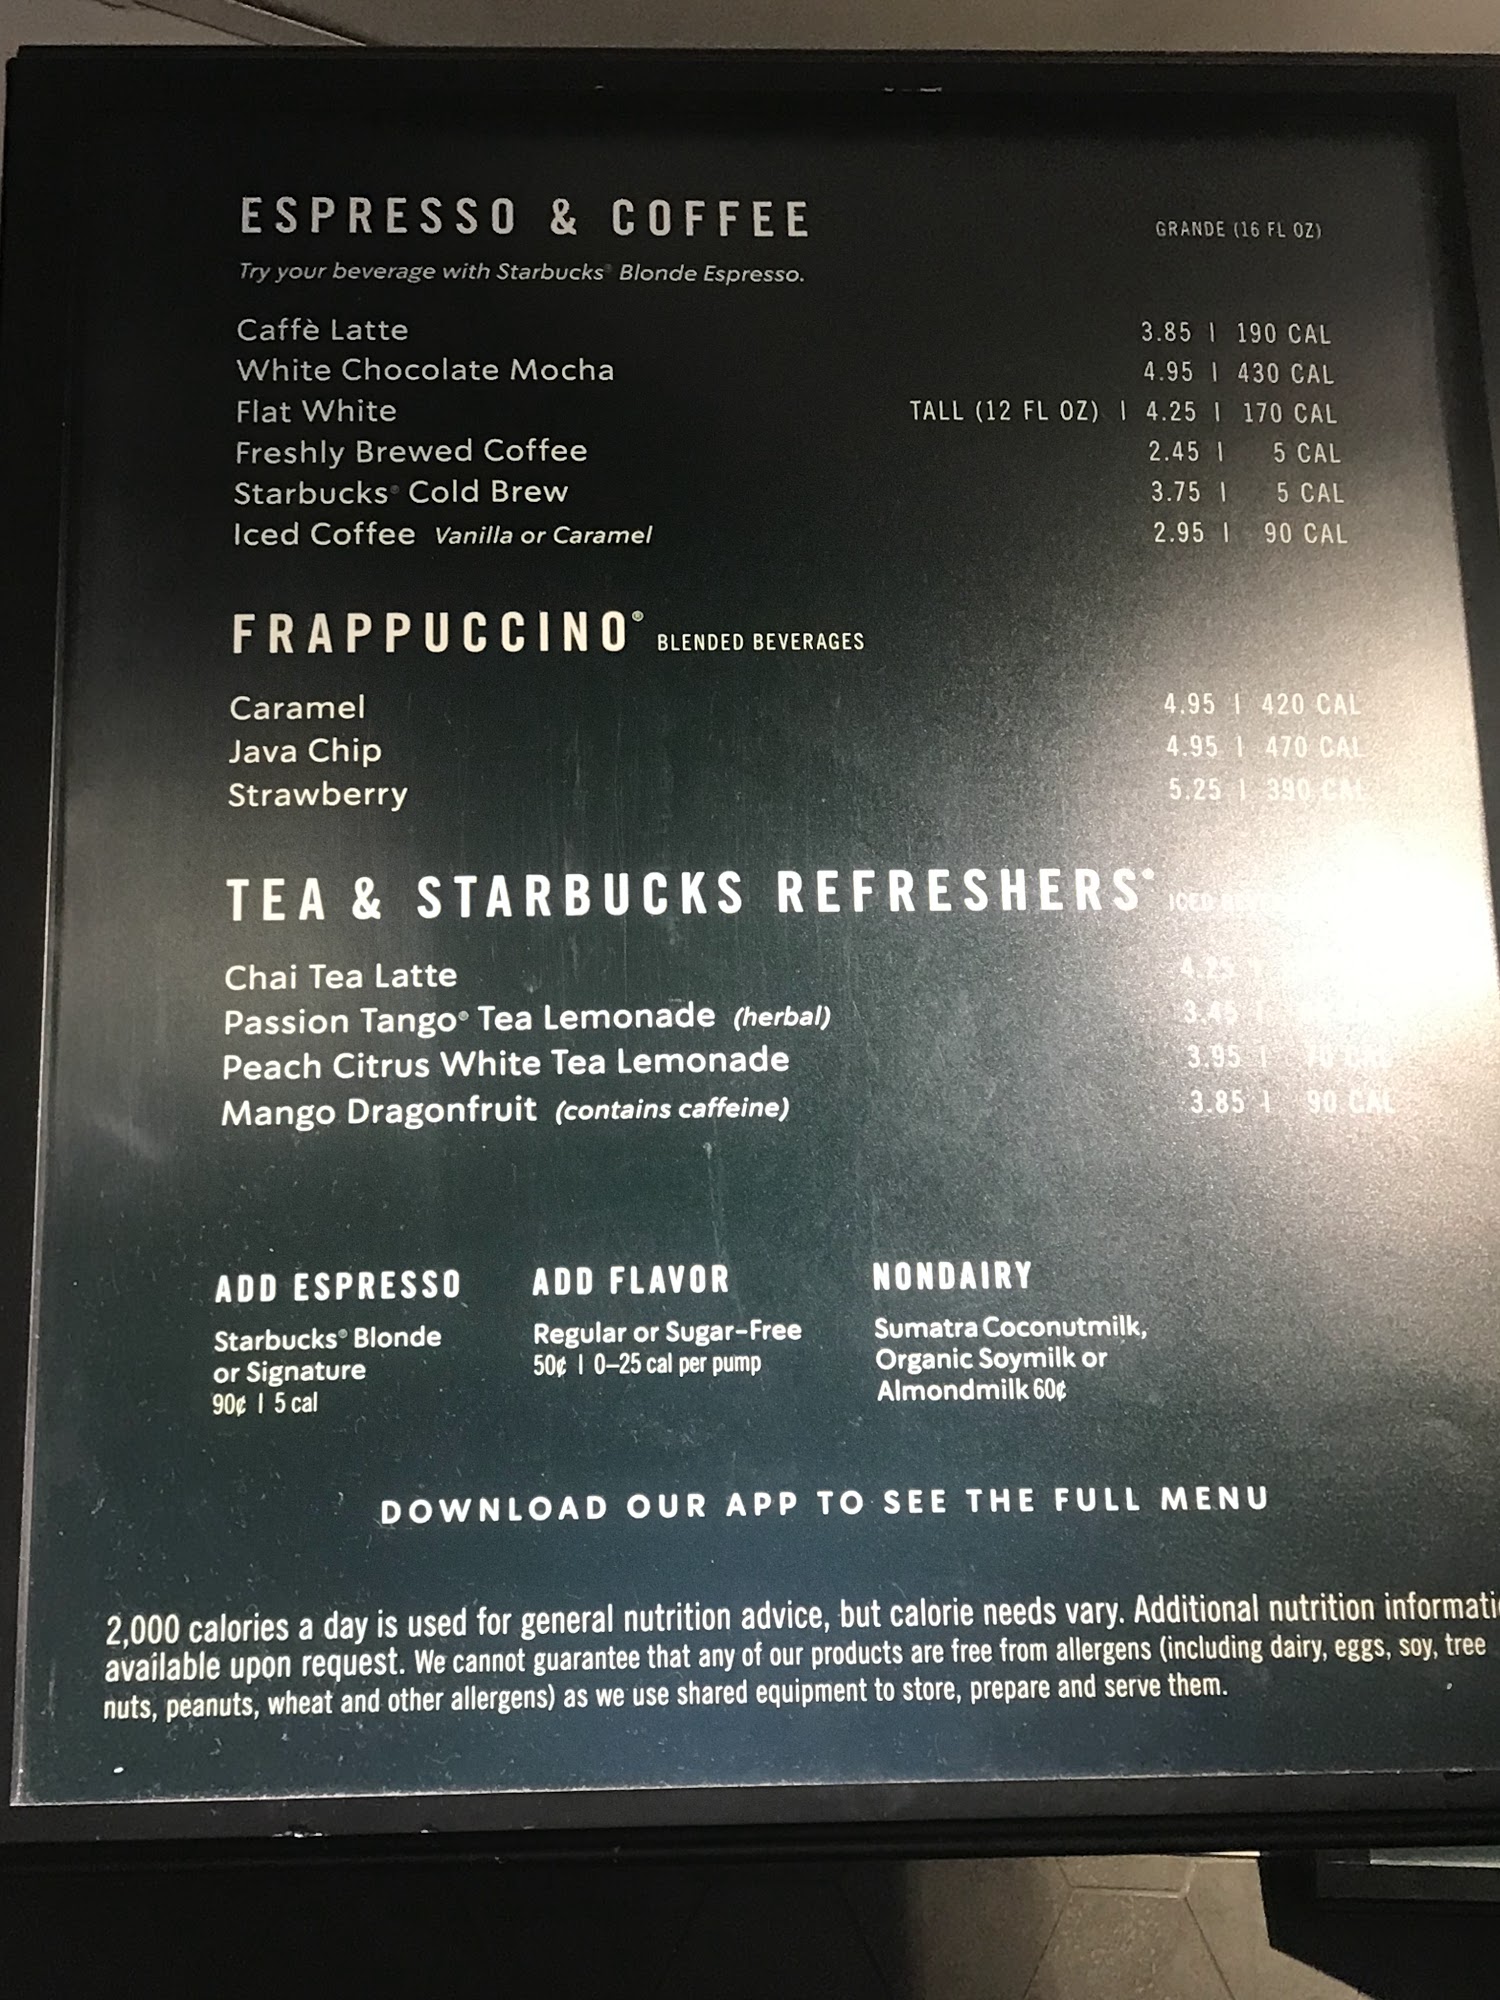 ESPRESSO & COFFEE GRANDE (16 FL OZ)
Try your beverage with Starbucks® Blonde Espresso.
Caffè Latte 3.85 | 190 CAL
White Chocolate Mocha 4.95 | 430 CAL
Flat White TALL (12 FL OZ) | 4.25 | 170 CAL
Freshly Brewed Coffee 2.45 | 5 CAL
Starbucks® Cold Brew 3.75 | 5 CAL
Iced Coffee Vanilla or Caramel 2.95 | 90 CAL
FRAPPUCCINO® BLENDED BEVERAGES
Caramel 4.95 | 420 CAL
Java Chip 4.95 | 470 CAL
Strawberry 5.25 | 390 CAL
TEA & STARBUCKS REFRESHERS® ICED
Chai Tea Latte 4.25
Passion Tango® Tea Lemonade (herbal) 3.45 |
Peach Citrus White Tea Lemonade 3.95 | 70 CAL
Mango Dragonfruit (contains caffeine) 3.85 | 90 CAL
ADD ESPRESSO
Starbucks® Blonde
or Signature
90¢ | 5 cal
ADD FLAVOR
Regular or Sugar-Free
50¢ | 0–25 cal per pump
NONDAIRY
Sumatra Coconutmilk,
Organic Soymilk or
Almondmilk 60¢
DOWNLOAD OUR APP TO SEE THE FULL MENU
2,000 calories a day is used for general nutrition advice, but calorie needs vary. Additional nutrition informati
available upon request. We cannot guarantee that any of our products are free from allergens (including dairy, eggs, soy, tree
nuts, peanuts, wheat and other allergens) as we use shared equipment to store, prepare and serve them.